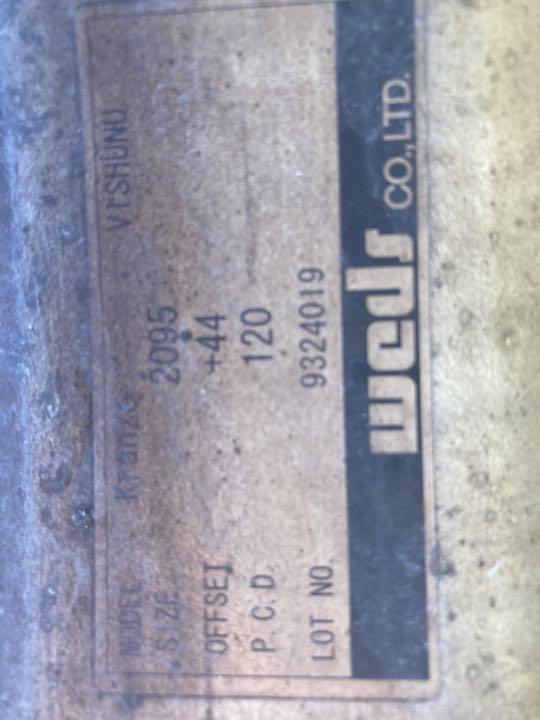 MODEL Kranze VISHUNU
SIZE 2095
OFFSET +44
P.C.D. 120
LOT NO. 9324019
weds CO.,LTD.